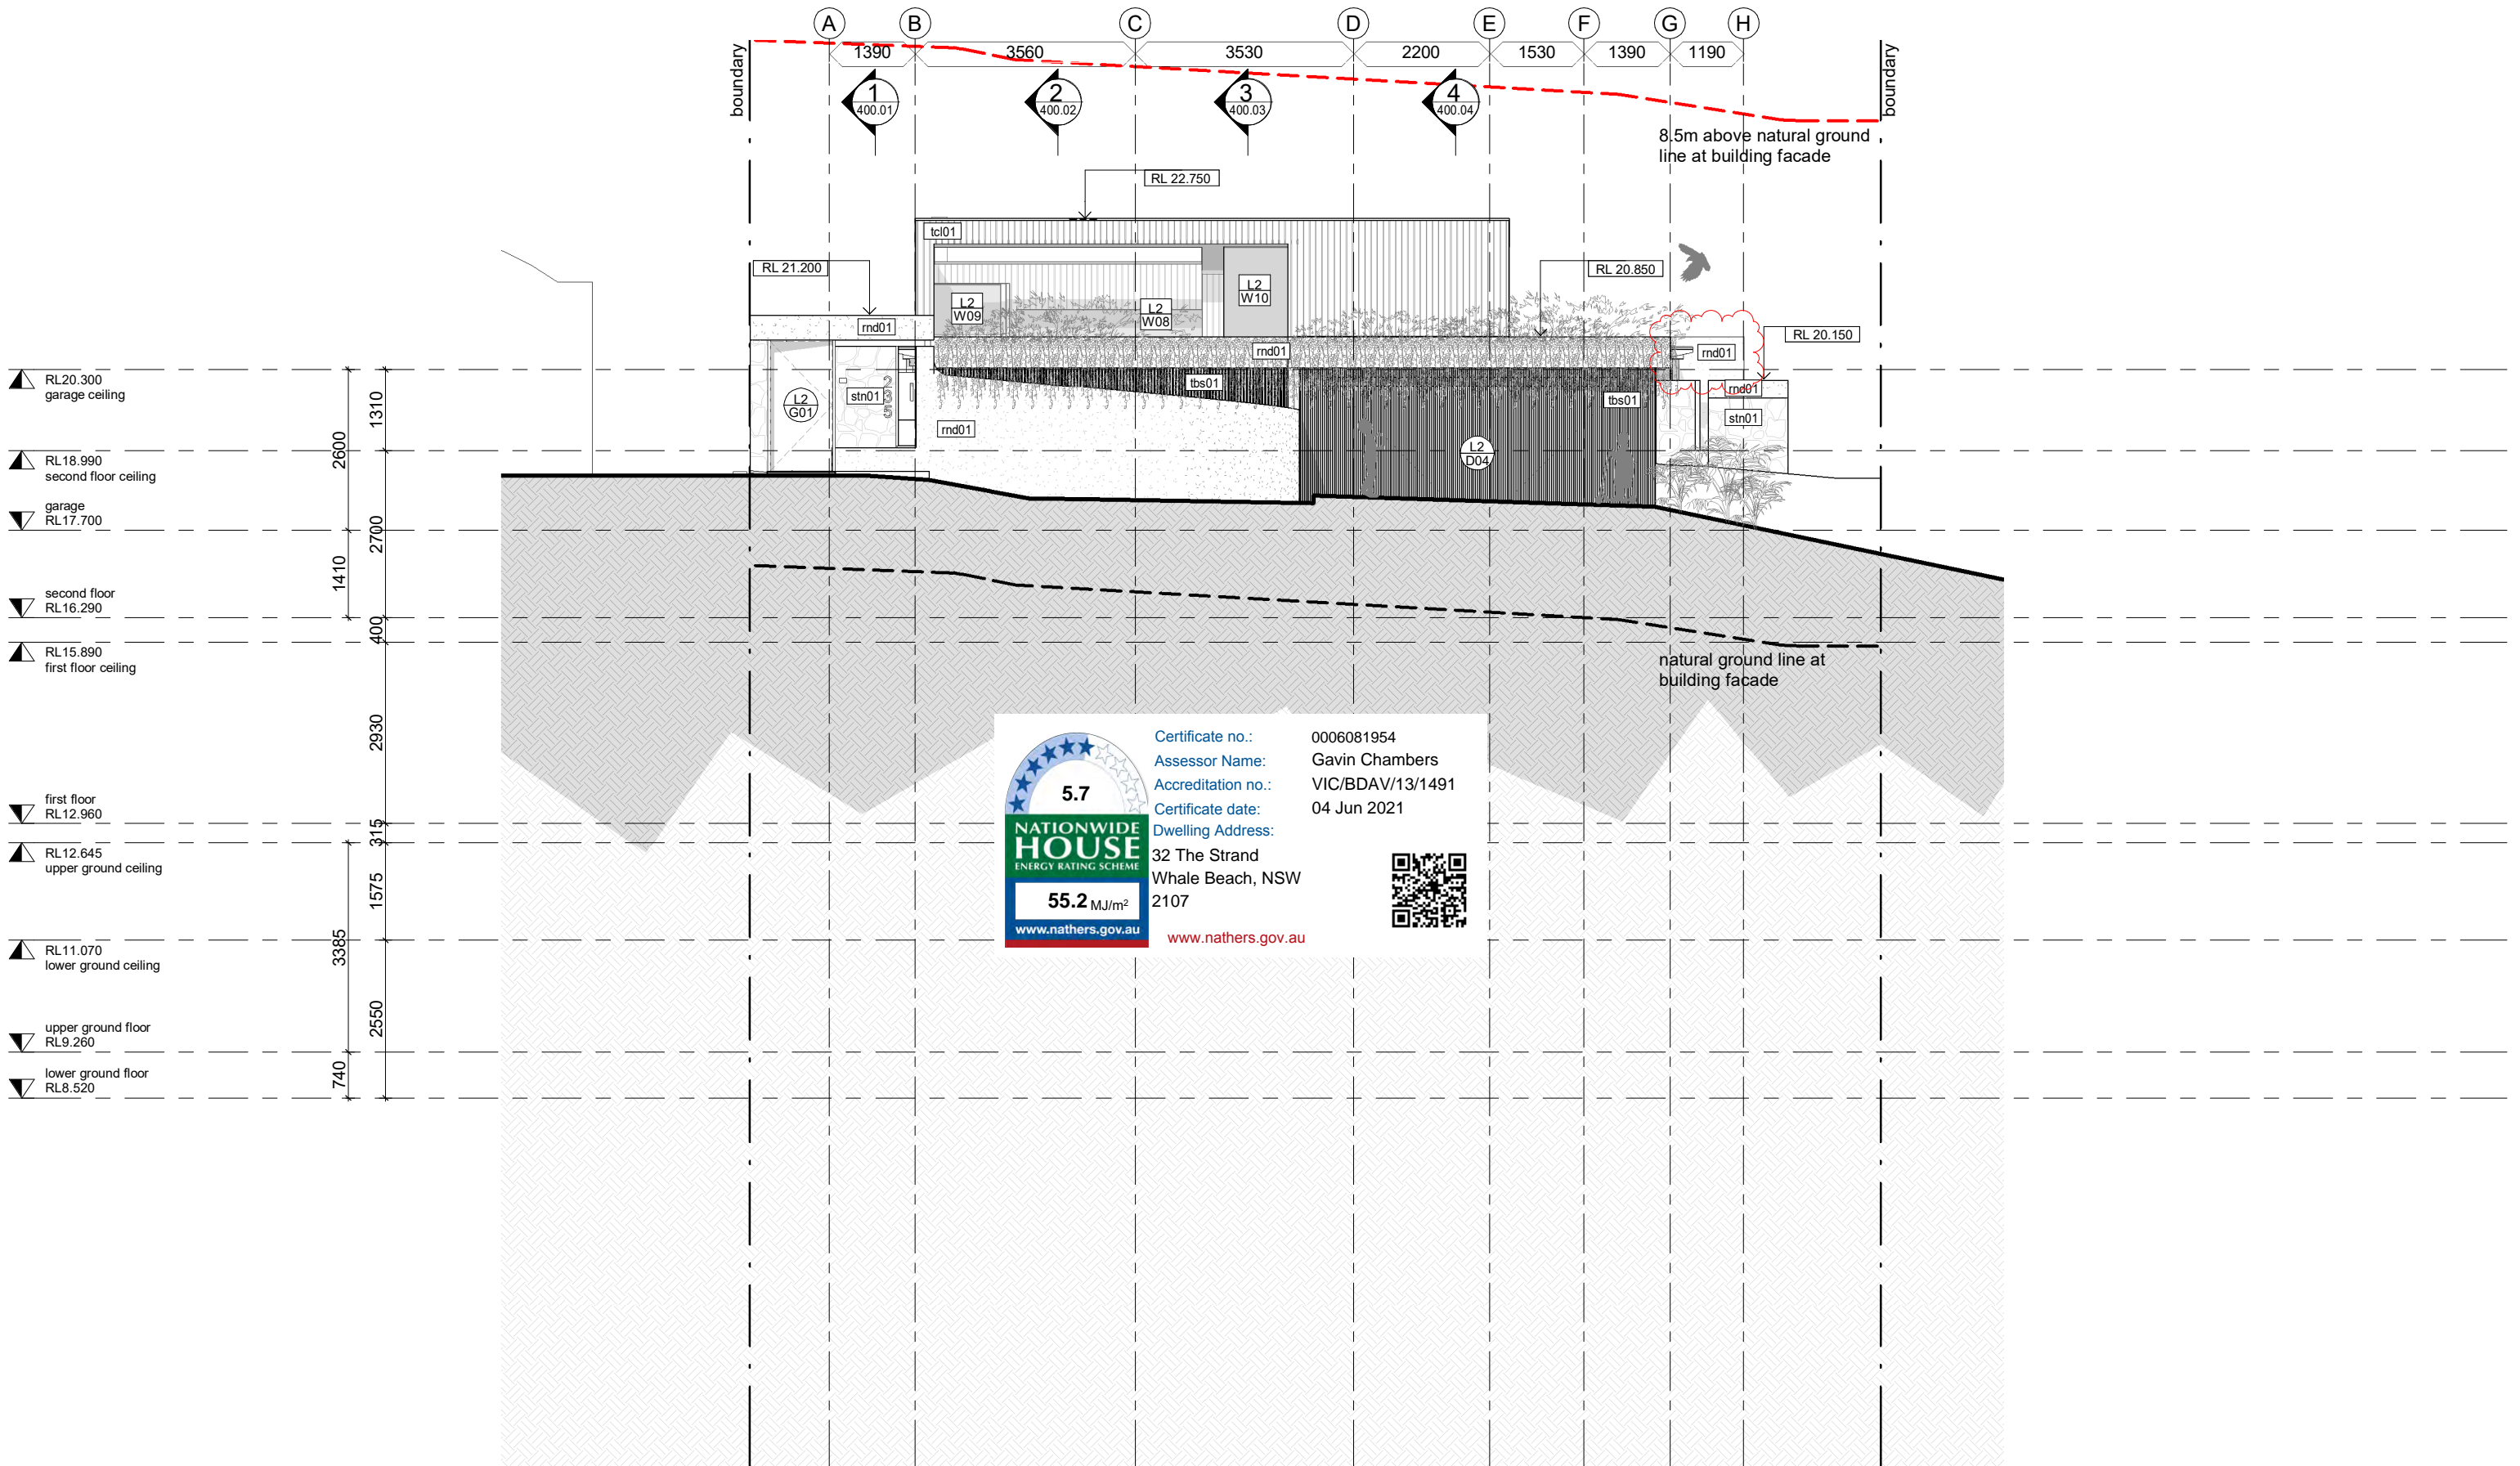 A B C D E F G H
1390 3560 3530 2200 1530 1390 1190
boundary
boundary
1
400.01
2
400.02
3
400.03
4
400.04
8.5m above natural ground
line at building facade
RL 22.750
tcl01
RL 21.200
RL 20.850
L2
W09
L2
W08
L2
W10
rnd01
rnd01
rnd01
RL 20.150
RL20.300
garage ceiling
1310
2600
L2
G01
stn01
tbs01
tbs01
rnd01
stn01
rnd01
L2
D04
RL18.990
second floor ceiling
garage
RL17.700
2700
1410
second floor
RL16.290
400
RL15.890
first floor ceiling
natural ground line at
building facade
2930
first floor
RL12.960
315
RL12.645
upper ground ceiling
1575
3385
RL11.070
lower ground ceiling
2550
upper ground floor
RL9.260
740
lower ground floor
RL8.520
5.7
NATIONWIDE
HOUSE
ENERGY RATING SCHEME
55.2 MJ/m²
www.nathers.gov.au
Certificate no.: 0006081954
Assessor Name: Gavin Chambers
Accreditation no.: VIC/BDAV/13/1491
Certificate date: 04 Jun 2021
Dwelling Address:
32 The Strand
Whale Beach, NSW
2107
www.nathers.gov.au